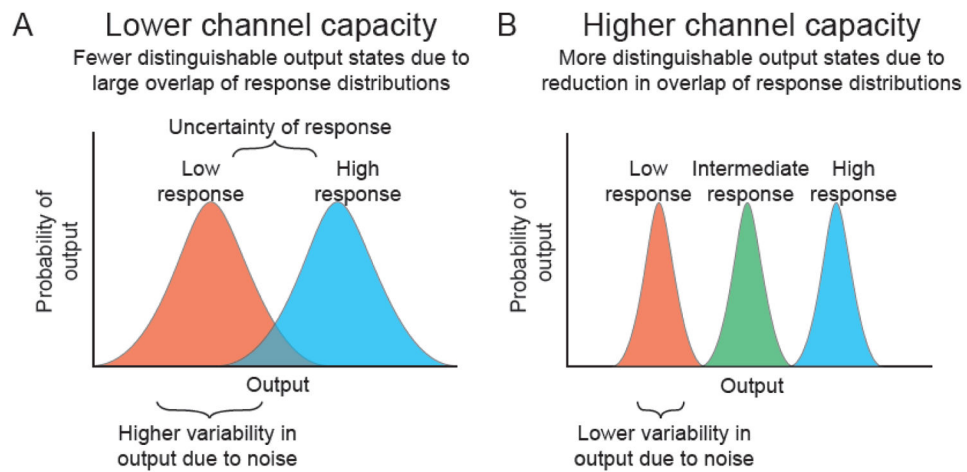 A
Lower channel capacity
Fewer distinguishable output states due to
large overlap of response distributions
Uncertainty of response
Low
response
High
response
Probability of
output
Output
Higher variability in
output due to noise
B
Higher channel capacity
More distinguishable output states due to
reduction in overlap of response distributions
Low
response
Intermediate
response
High
response
Probability of
output
Output
Lower variability in
output due to noise